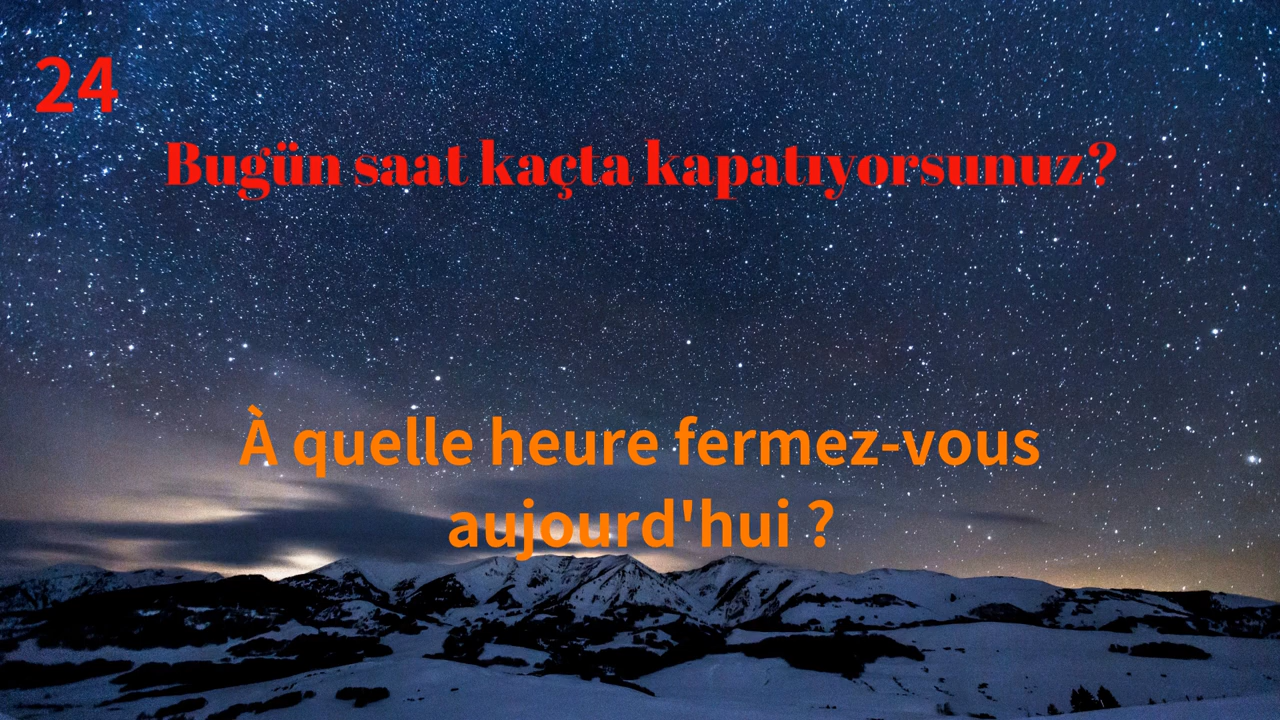 24
Bugün saat kaçta kapatıyorsunuz?
À quelle heure fermez-vous
aujourd'hui ?